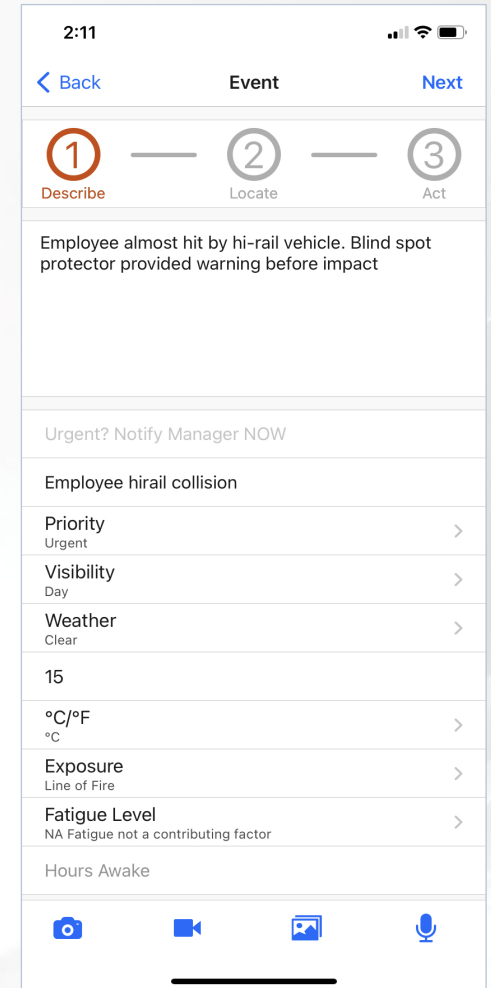 2:11
Back Event Next
1 2 3
Describe Locate Act
Employee almost hit by hi-rail vehicle. Blind spot
protector provided warning before impact
Urgent? Notify Manager NOW
Employee hirail collision
Priority
Urgent
Visibility
Day
Weather
Clear
15
°C/°F
°C
Exposure
Line of Fire
Fatigue Level
NA Fatigue not a contributing factor
Hours Awake